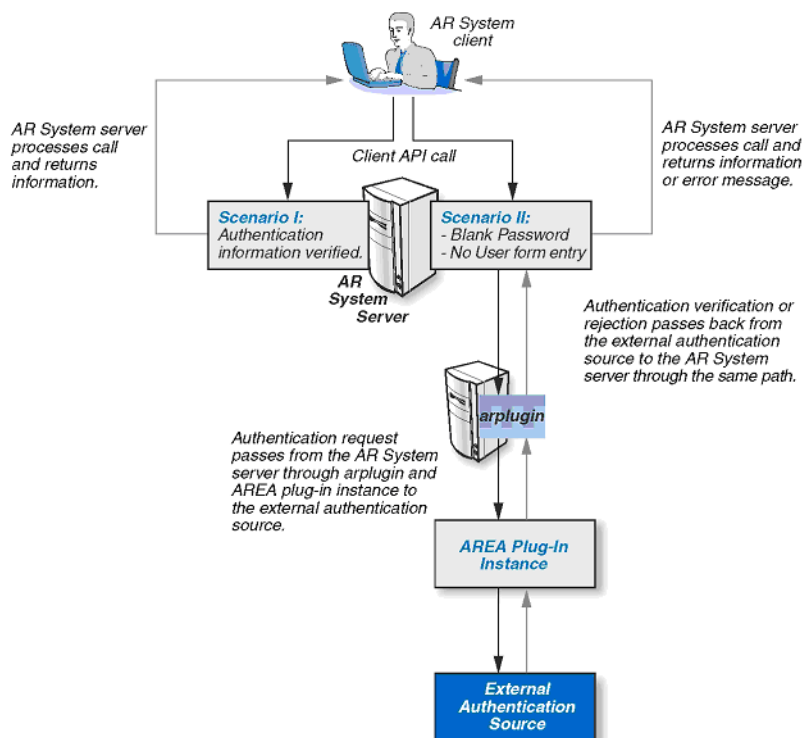 AR System
client
AR System server
processes call
and returns
information.
Client API call
AR System server
processes call and
returns information
or error message.
Scenario I:
Authentication
information verified.
Scenario II:
- Blank Password
- No User form entry
AR
System
Server
Authentication verification or
rejection passes back from
the external authentication
source to the AR System
server through the same path.
arplugin
Authentication request
passes from the AR System
server through arplugin and
AREA plug-in instance to
the external authentication
source.
AREA Plug-In
Instance
External
Authentication
Source